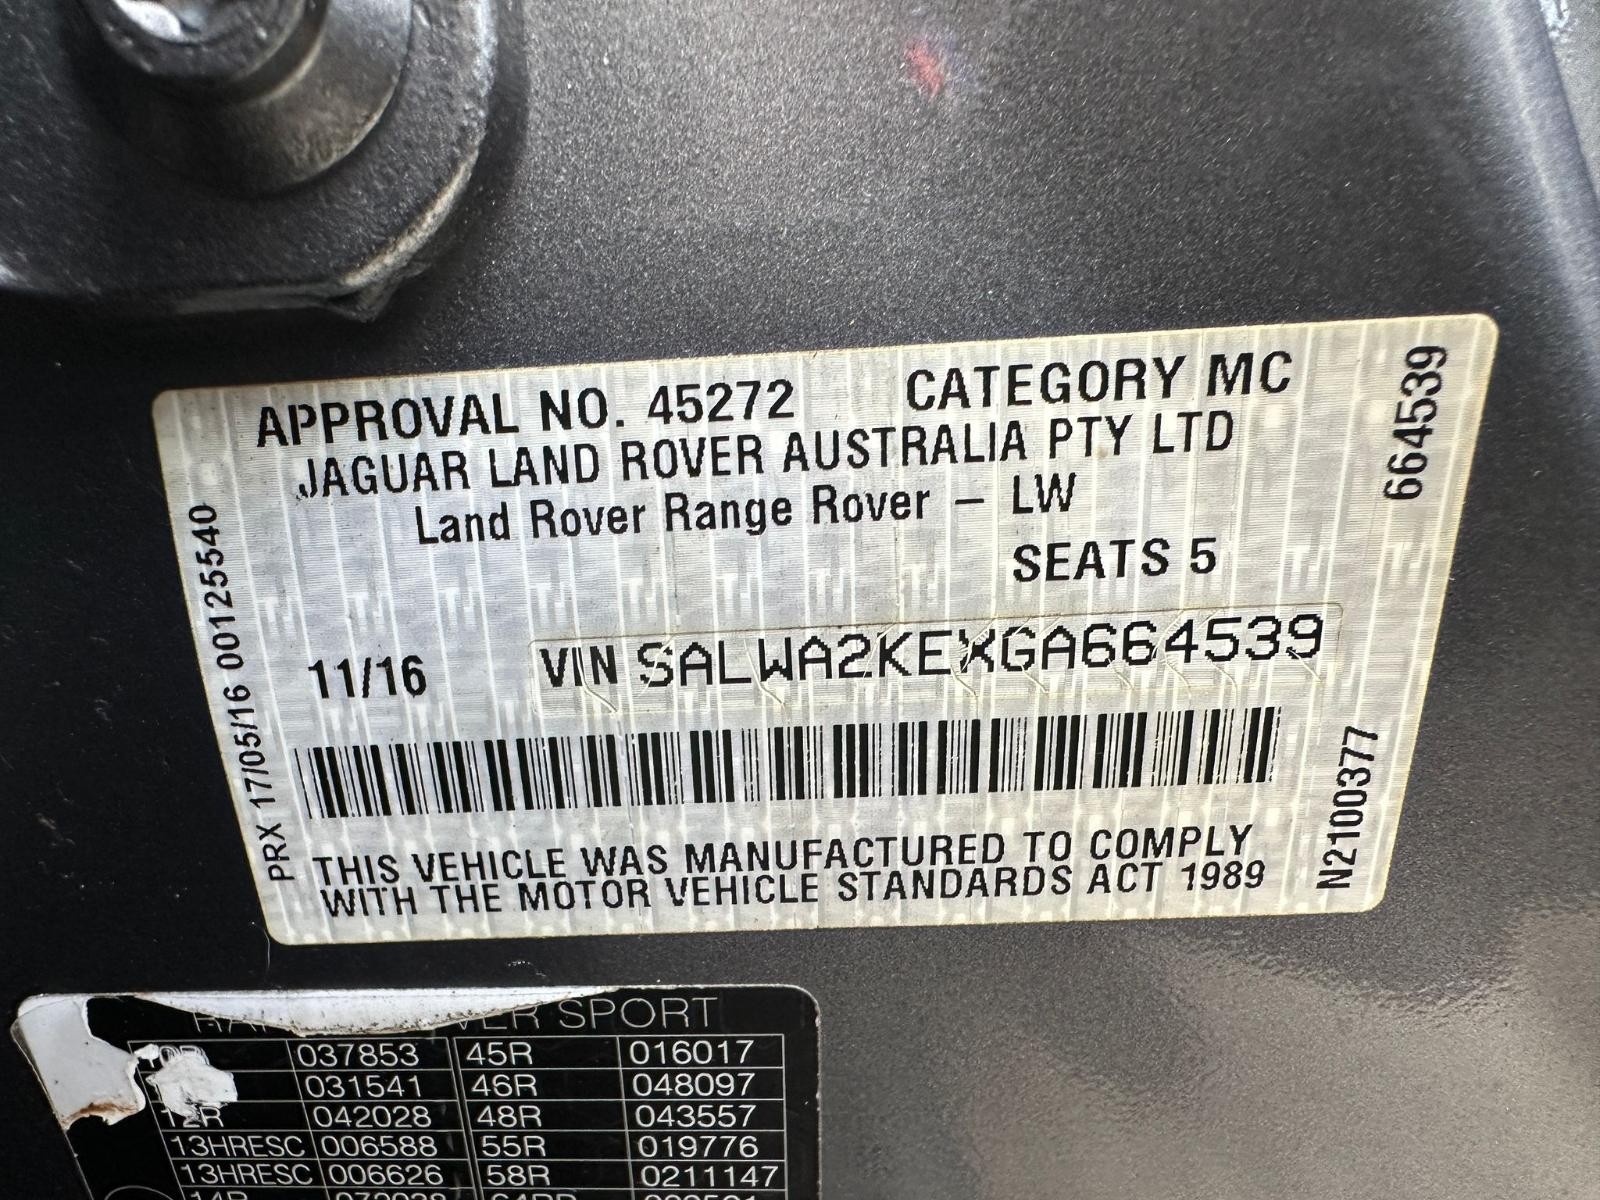 APPROVAL NO. 45272 CATEGORY MC
JAGUAR LAND ROVER AUSTRALIA PTY LTD
Land Rover Range Rover – LW
SEATS 5
11/16 VIN SALWA2KEXGA664539
THIS VEHICLE WAS MANUFACTURED TO COMPLY
WITH THE MOTOR VEHICLE STANDARDS ACT 1989
PRX 17/05/16 00125540
664539
N2100377
SPORT
037853 45R 016017
031541 46R 048097
12R 042028 48R 043557
13HRESC 006588 55R 019776
13HRESC 006626 58R 0211147